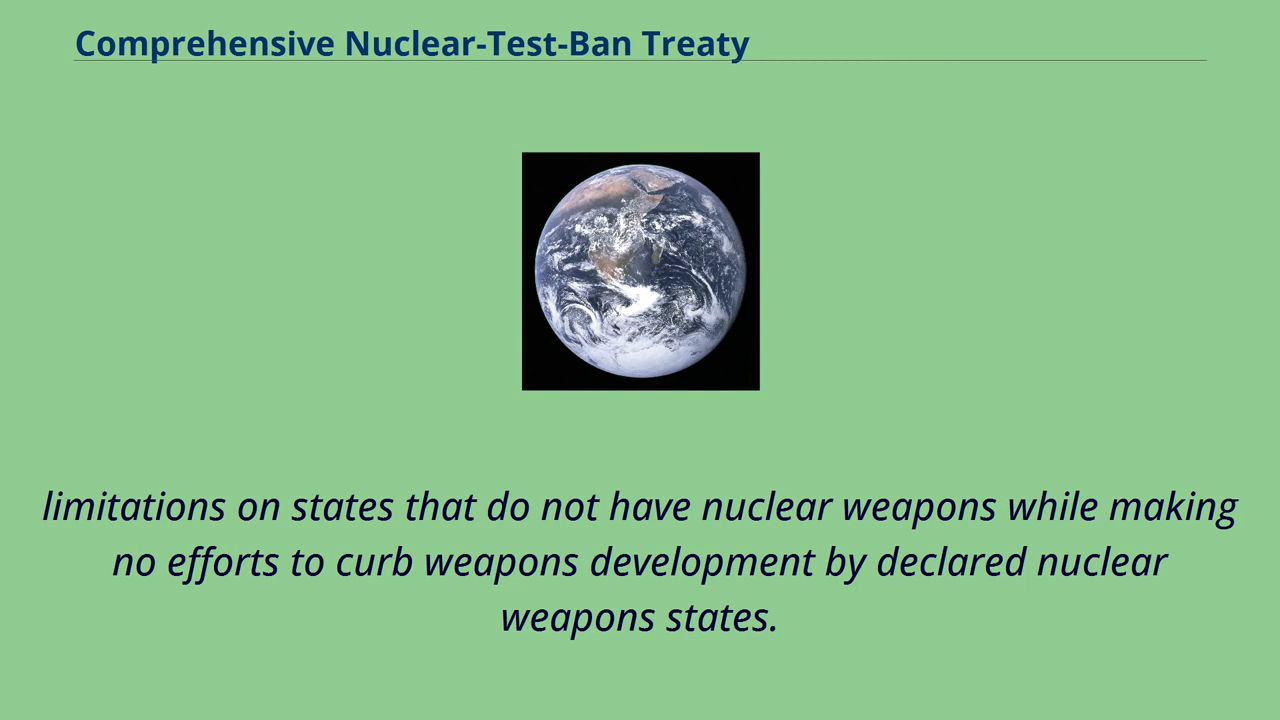 Comprehensive Nuclear-Test-Ban Treaty
limitations on states that do not have nuclear weapons while making
no efforts to curb weapons development by declared nuclear
weapons states.